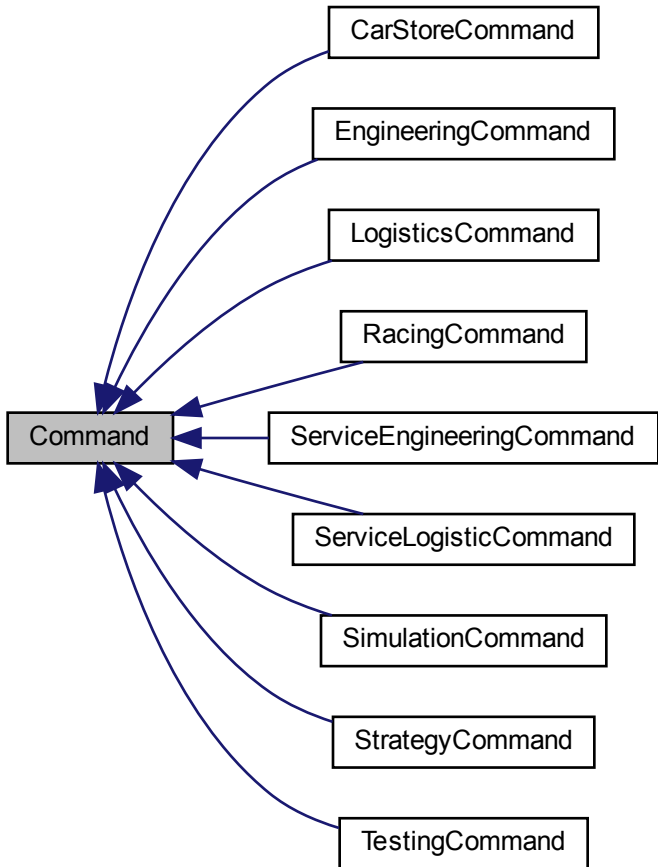 CarStoreCommand
EngineeringCommand
LogisticsCommand
RacingCommand
Command
ServiceEngineeringCommand
ServiceLogisticCommand
SimulationCommand
StrategyCommand
TestingCommand